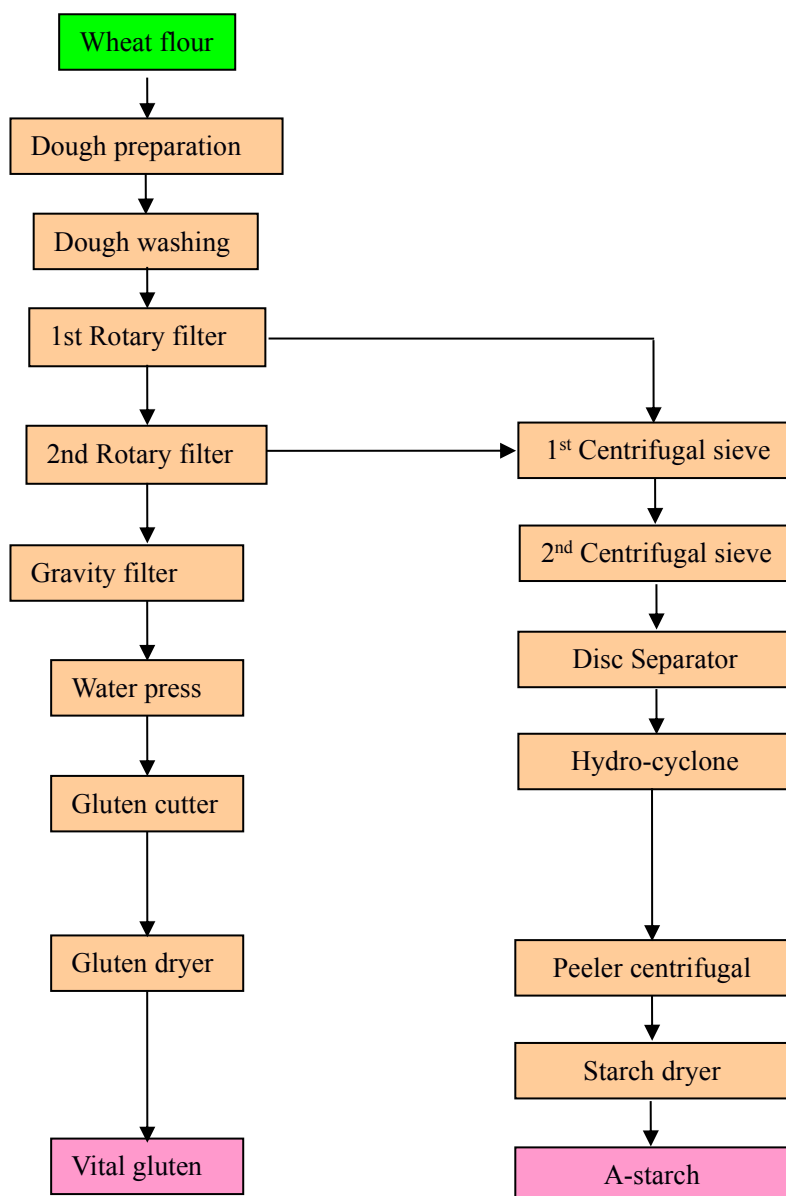 Wheat flour
Dough preparation
Dough washing
1st Rotary filter
2nd Rotary filter
Gravity filter
Water press
Gluten cutter
Gluten dryer
Vital gluten
1st Centrifugal sieve
2nd Centrifugal sieve
Disc Separator
Hydro-cyclone
Peeler centrifugal
Starch dryer
A-starch